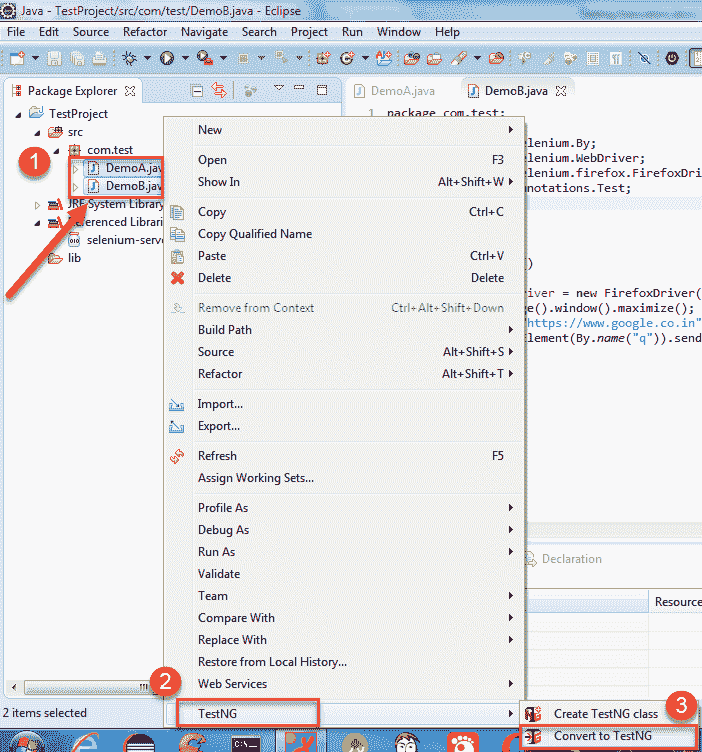 Java - TestProject/src/com/test/DemoB.java - Eclipse
File Edit Source Refactor Navigate Search Project Run Window Help
Package Explorer
DemoA.java
DemoB.java
TestProject
src
com.test
1
DemoA.jav
DemoB.jav
JRE System Library
Referenced Librari
selenium-serve
lib
1 package com.test;
elenium.By;
elenium.WebDriver;
elenium.firefox.FirefoxDri
notations.Test;
)
river = new FirefoxDriver(
ge().window().maximize();
https://www.google.co.in"
lement(By.name("q")).send
New
Open F3
Show In Alt+Shift+W
Copy Ctrl+C
Copy Qualified Name
Paste Ctrl+V
Delete Delete
Remove from Context Ctrl+Alt+Shift+Down
Build Path
Source Alt+Shift+S
Refactor Alt+Shift+T
Import...
Export...
Refresh F5
Assign Working Sets...
Profile As
Debug As
Run As
Validate
Team
Compare With
Replace With
Restore from Local History...
Web Services
2
TestNG
Declaration
Resource
2 items selected
Create TestNG class
3
Convert to TestNG